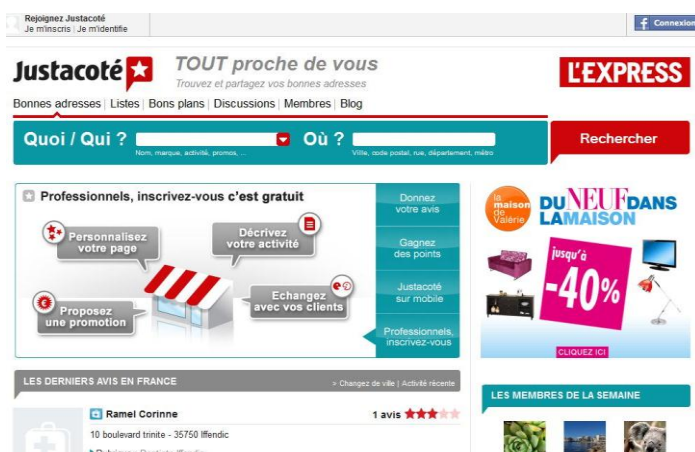 Rejoignez Justacoté
Je m'inscris | Je m'identifie
Connexion
Justacoté
TOUT proche de vous
Trouvez et partagez vos bonnes adresses
L'EXPRESS
Bonnes adresses | Listes | Bons plans | Discussions | Membres | Blog
Quoi / Qui ?
Où ?
Rechercher
Nom, marque, activité, promos, ...
Ville, code postal, rue, département, métro
Professionnels, inscrivez-vous c'est gratuit
Personnalisez
votre page
Décrivez
votre activité
Proposez
une promotion
Echangez
avec vos clients
Donnez
votre avis
Gagnez
des points
Justacoté
sur mobile
Professionnels,
inscrivez-vous
la
maison
de
Valérie
DU NEUF DANS
LA MAISON
jusqu'à
-40%
CLIQUEZ ICI
LES DERNIERS AVIS EN FRANCE
> Changez de ville | Activité récente
LES MEMBRES DE LA SEMAINE
Ramel Corinne
1 avis
10 boulevard trinite - 35750 Iffendic